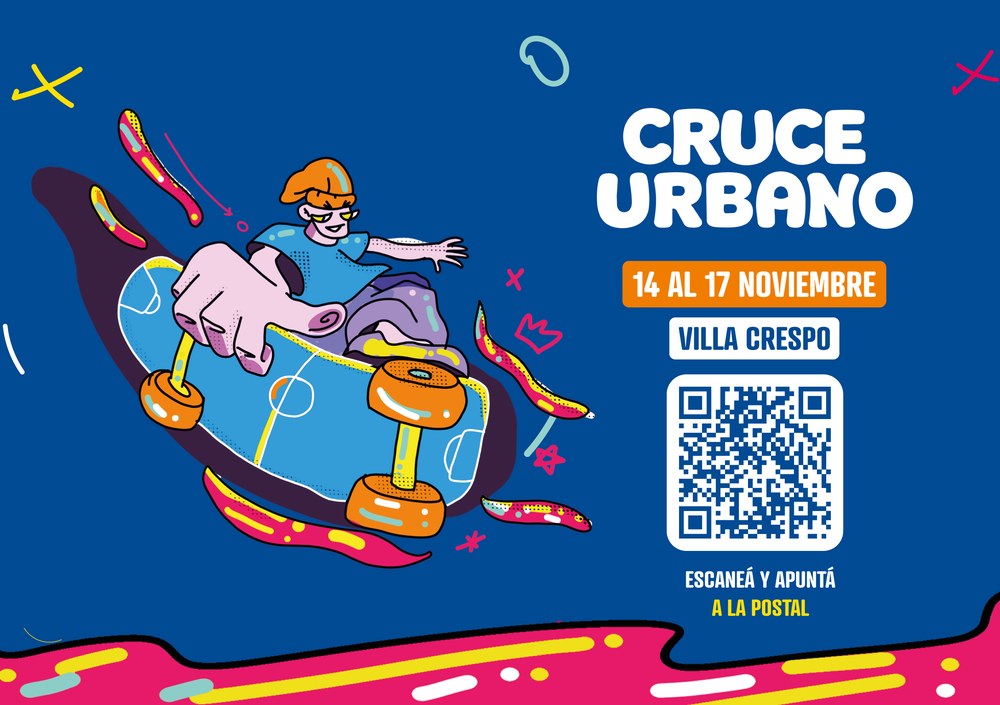 CRUCE
URBANO
14 AL 17 NOVIEMBRE
VILLA CRESPO
ESCANEÁ Y APUNTÁ
A LA POSTAL